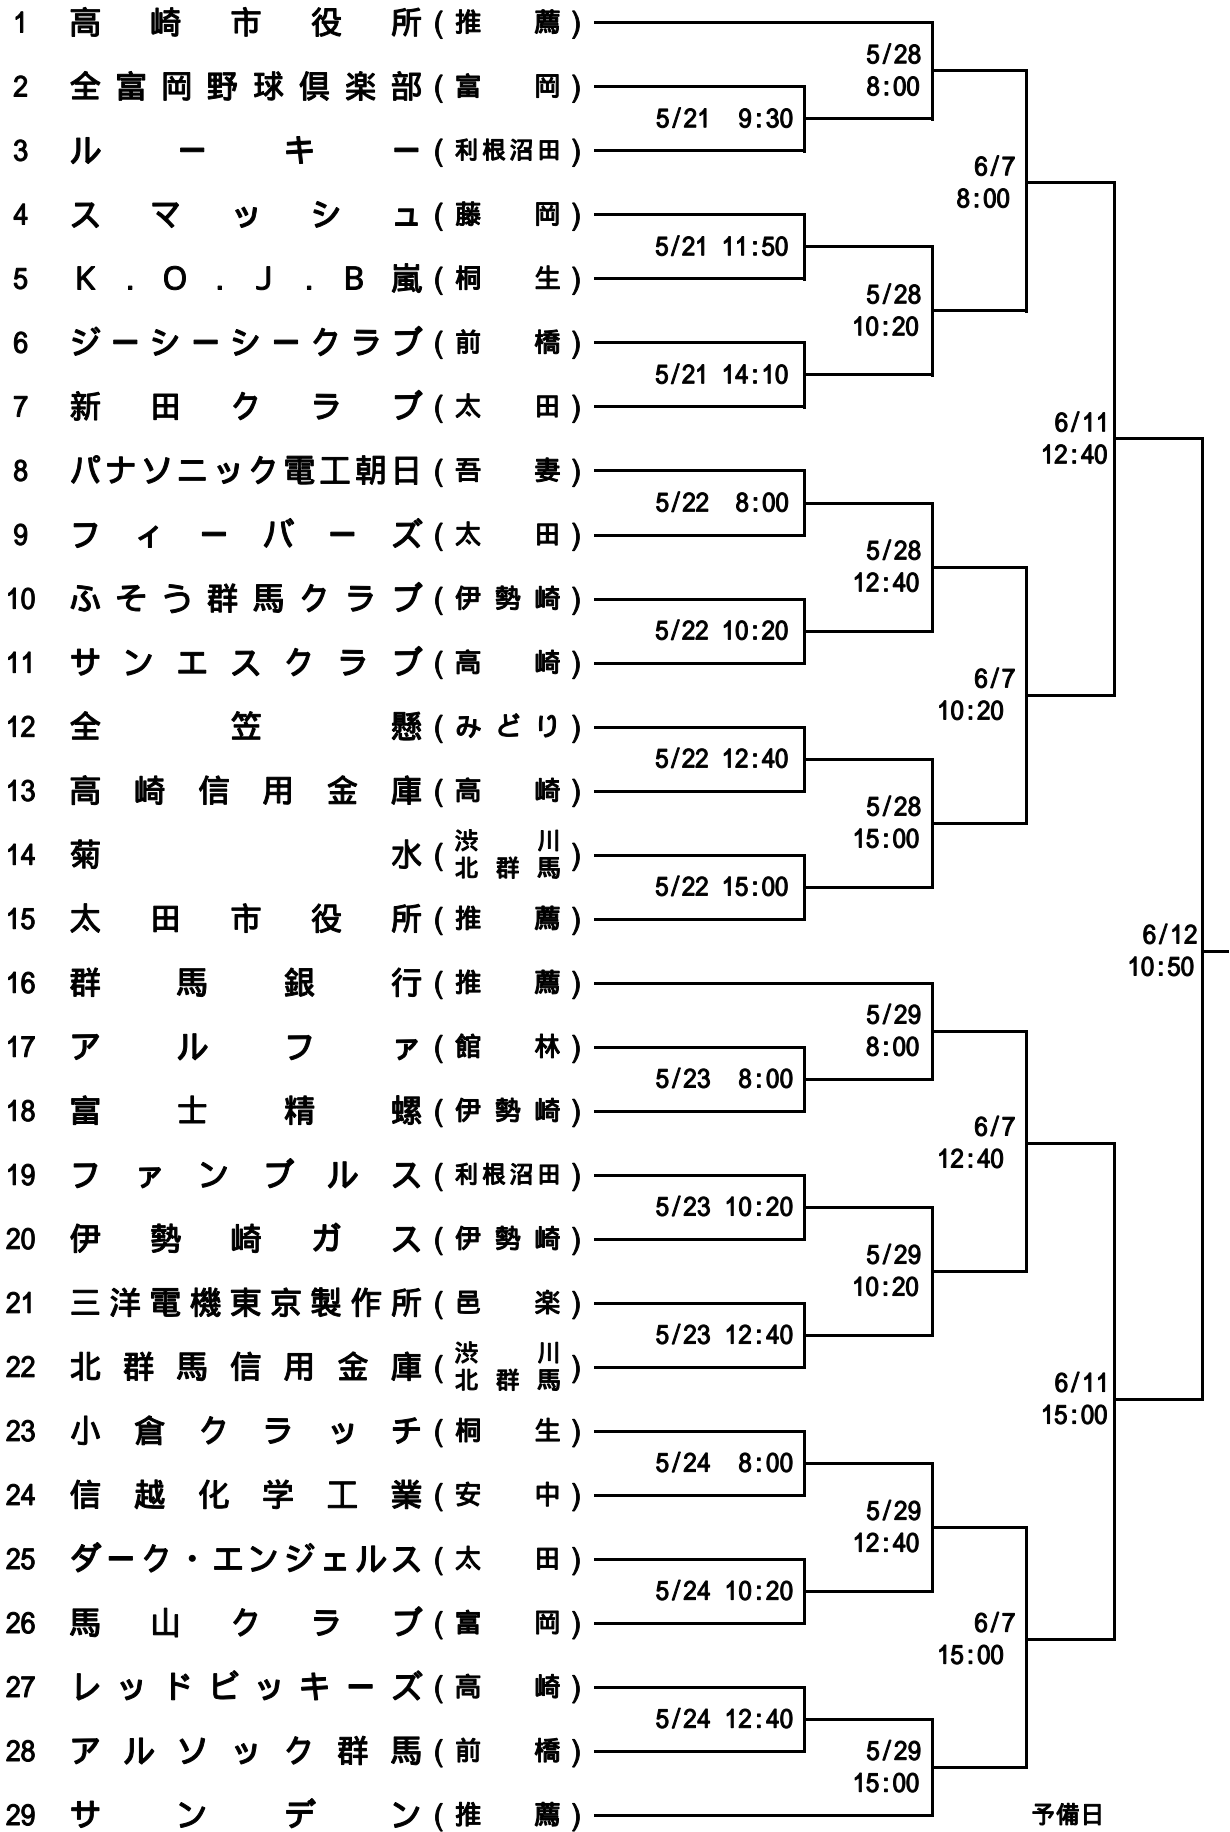 1 高崎市役所(推薦)
5/28
8:00
2 全富岡野球倶楽部(富岡)
5/21 9:30
3 ルーキー(利根沼田)
6/7
8:00
4 スマッシュ(藤岡)
5/21 11:50
5 K.O.J.B嵐(桐生)
5/28
10:20
6 ジーシーシークラブ(前橋)
5/21 14:10
7 新田クラブ(太田)
6/11
12:40
8 パナソニック電工朝日(吾妻)
5/22 8:00
9 フィーバーズ(太田)
5/28
12:40
10 ふそう群馬クラブ(伊勢崎)
5/22 10:20
11 サンエスクラブ(高崎)
6/7
10:20
12 全笠懸(みどり)
5/22 12:40
13 高崎信用金庫(高崎)
5/28
15:00
14 菊水(渋川北群馬)
5/22 15:00
15 太田市役所(推薦)
6/12
10:50
16 群馬銀行(推薦)
5/29
8:00
17 アルファ(館林)
5/23 8:00
18 富士精螺(伊勢崎)
6/7
12:40
19 ファンブルス(利根沼田)
5/23 10:20
20 伊勢崎ガス(伊勢崎)
5/29
10:20
21 三洋電機東京製作所(邑楽)
5/23 12:40
22 北群馬信用金庫(渋川北群馬)
6/11
15:00
23 小倉クラッチ(桐生)
5/24 8:00
24 信越化学工業(安中)
5/29
12:40
25 ダーク・エンジェルス(太田)
5/24 10:20
26 馬山クラブ(富岡)
6/7
15:00
27 レッドビッキーズ(高崎)
5/24 12:40
28 アルソック群馬(前橋)
5/29
15:00
29 サンデン(推薦)
予備日